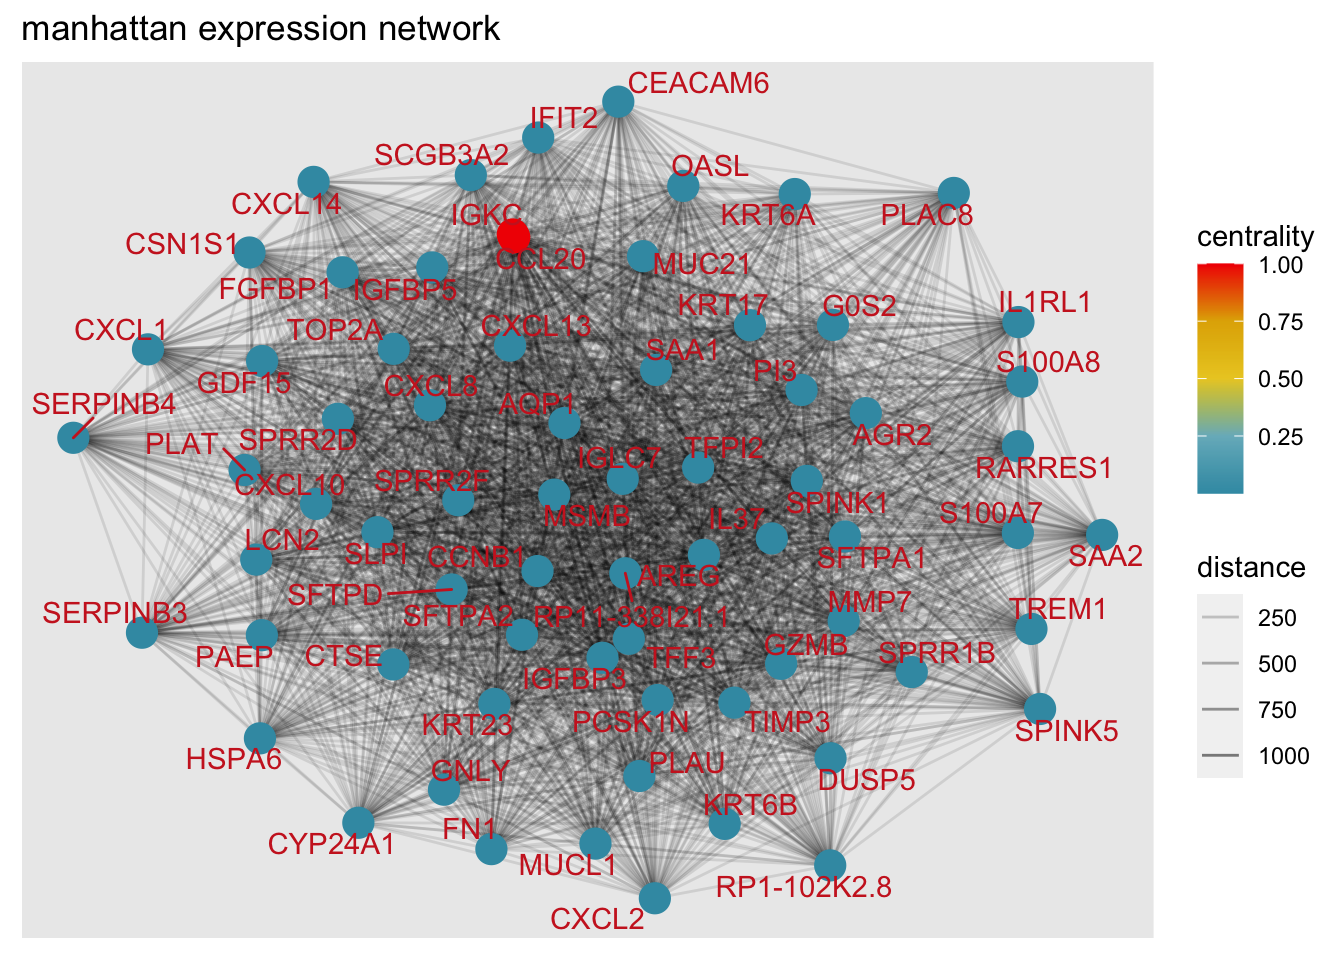 manhattan expression network
CEACAM6
IFIT2
SCGB3A2
OASL
CXCL14
IGKC
KRT6A
PLAC8
CSN1S1
CCL20
MUC21
FGFBP1
IGFBP5
KRT17
G0S2
IL1RL1
CXCL1
TOP2A
CXCL13
SAA1
S100A8
GDF15
CXCL8
PI3
SERPINB4
AQP1
PLAT
SPRR2D
AGR2
IGLC7
TFPI2
RARRES1
CXCL10
SPRR2F
SPINK1
MSMB
IL37
S100A7
LCN2
SLPI
CCNB1
SFTPA1
SAA2
AREG
SFTPD
SERPINB3
SFTPA2
RP11-338I21.1
MMP7
TREM1
PAEP
CTSE
TFF3
GZMB
SPRR1B
IGFBP3
KRT23
PCSK1N
TIMP3
SPINK5
HSPA6
GNLY
PLAU
DUSP5
KRT6B
CYP24A1
FN1
MUCL1
RP1-102K2.8
CXCL2
centrality
1.00
0.75
0.50
0.25
distance
250
500
750
1000